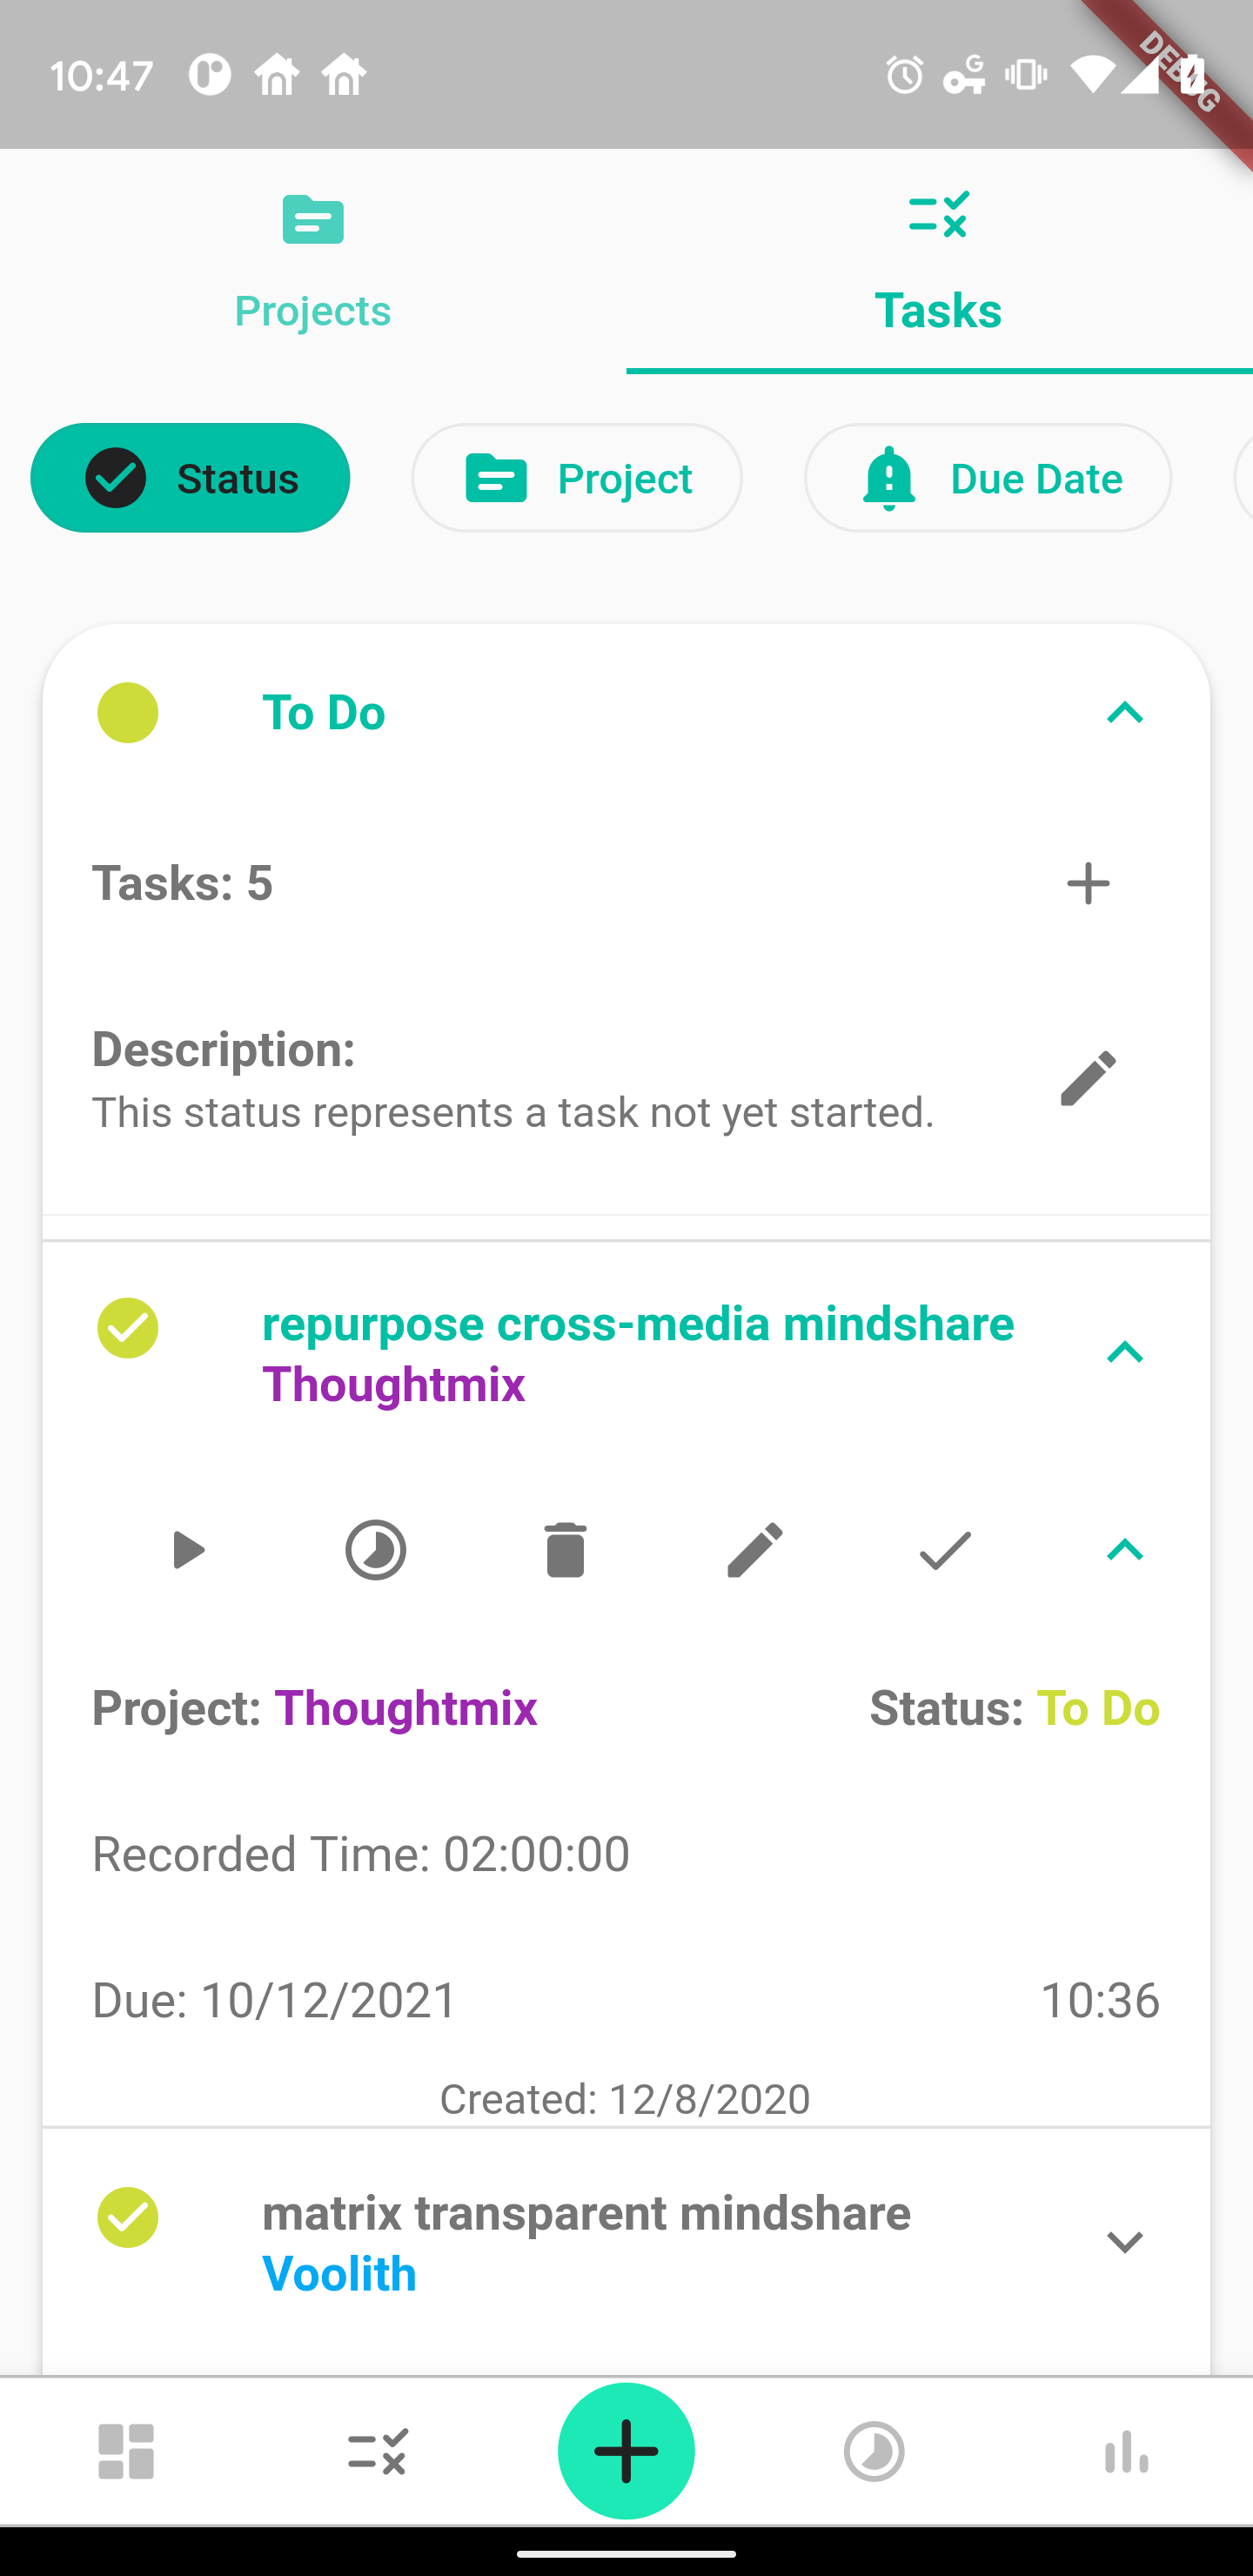 10:47
G
DEBUG
Projects
Tasks
Status
Project
Due Date
To Do
Tasks: 5
Description:
This status represents a task not yet started.
repurpose cross-media mindshare
Thoughtmix
Project: Thoughtmix
Status: To Do
Recorded Time: 02:00:00
Due: 10/12/2021
10:36
Created: 12/8/2020
matrix transparent mindshare
Voolith